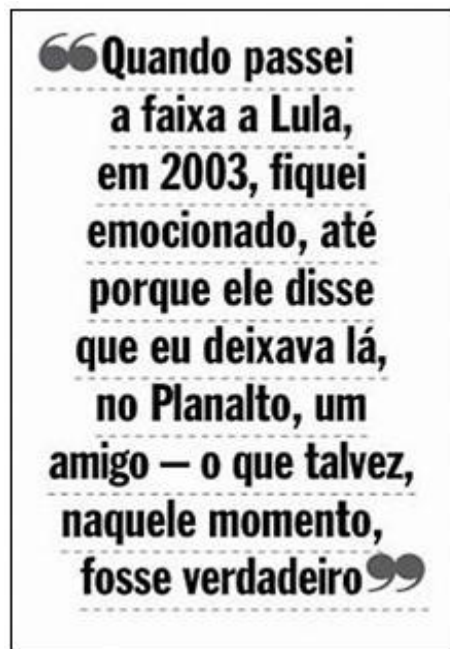 “Quando passei
a faixa a Lula,
em 2003, fiquei
emocionado, até
porque ele disse
que eu deixava lá,
no Planalto, um
amigo — o que talvez,
naquele momento,
fosse verdadeiro”